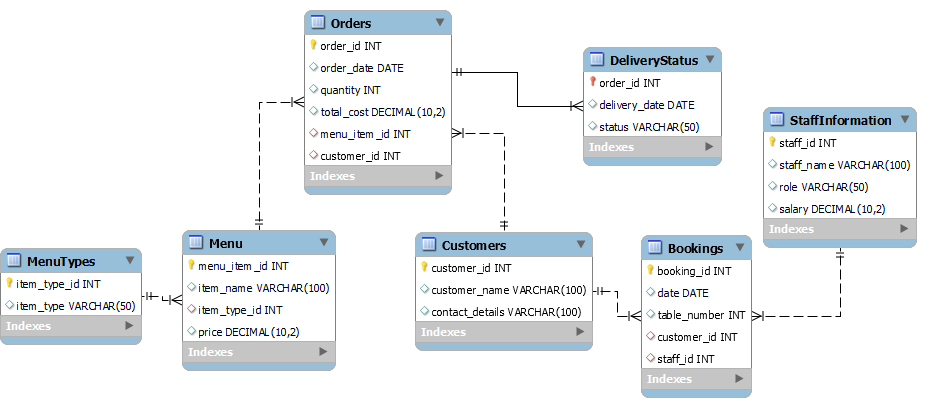 Orders
order_id INT
order_date DATE
quantity INT
total_cost DECIMAL(10,2)
menu_item_id INT
customer_id INT
Indexes
DeliveryStatus
order_id INT
delivery_date DATE
status VARCHAR(50)
Indexes
StaffInformation
staff_id INT
staff_name VARCHAR(100)
role VARCHAR(50)
salary DECIMAL(10,2)
Indexes
MenuTypes
item_type_id INT
item_type VARCHAR(50)
Indexes
Menu
menu_item_id INT
item_name VARCHAR(100)
item_type_id INT
price DECIMAL(10,2)
Indexes
Customers
customer_id INT
customer_name VARCHAR(100)
contact_details VARCHAR(100)
Indexes
Bookings
booking_id INT
date DATE
table_number INT
customer_id INT
staff_id INT
Indexes